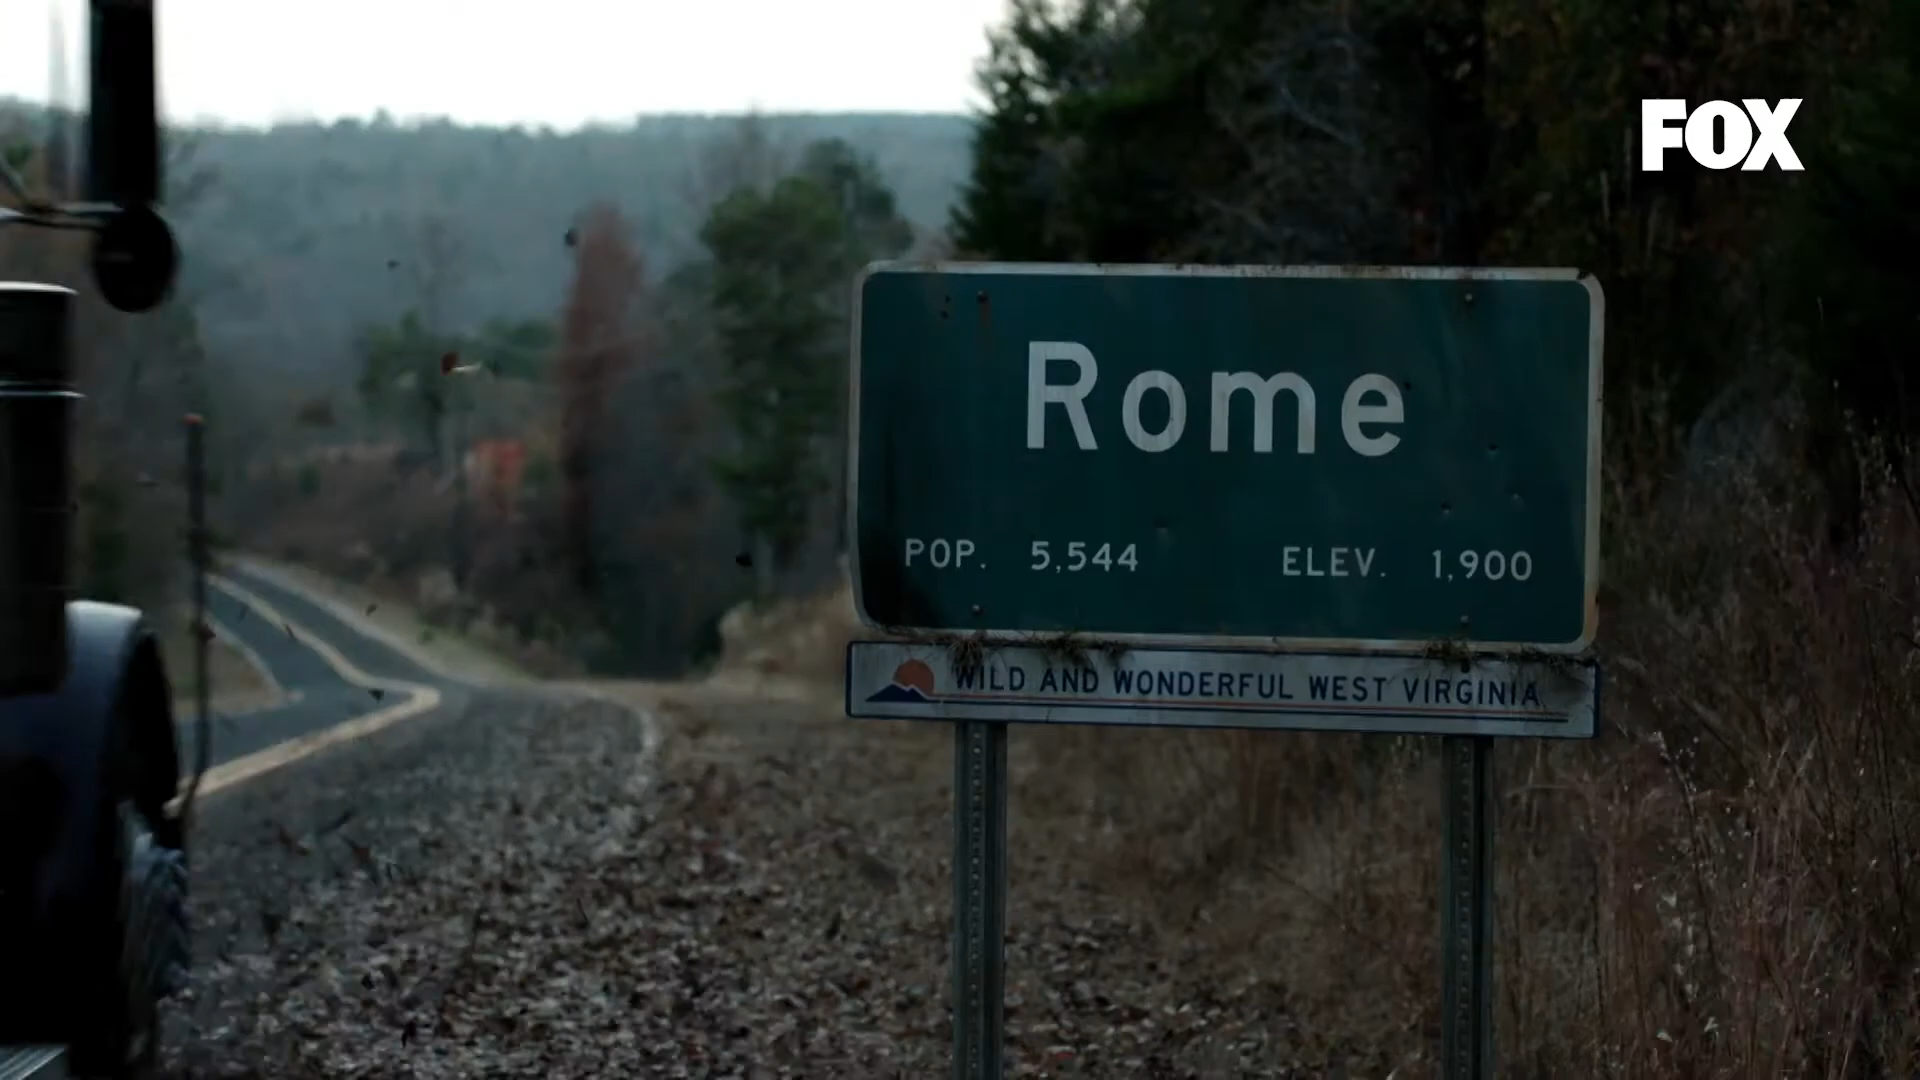 FOX
Rome
POP. 5,544 ELEV. 1,900
WILD AND WONDERFUL WEST VIRGINIA